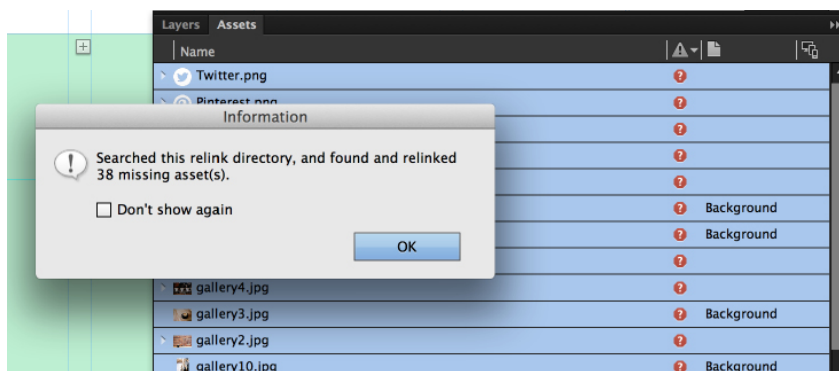 Layers Assets
Name
Twitter.png
Pinterest.png
Information
Searched this relink directory, and found and relinked
38 missing asset(s).
Don't show again
Background
Background
OK
gallery4.jpg
gallery3.jpg Background
gallery2.jpg
gallery10.jpg Background